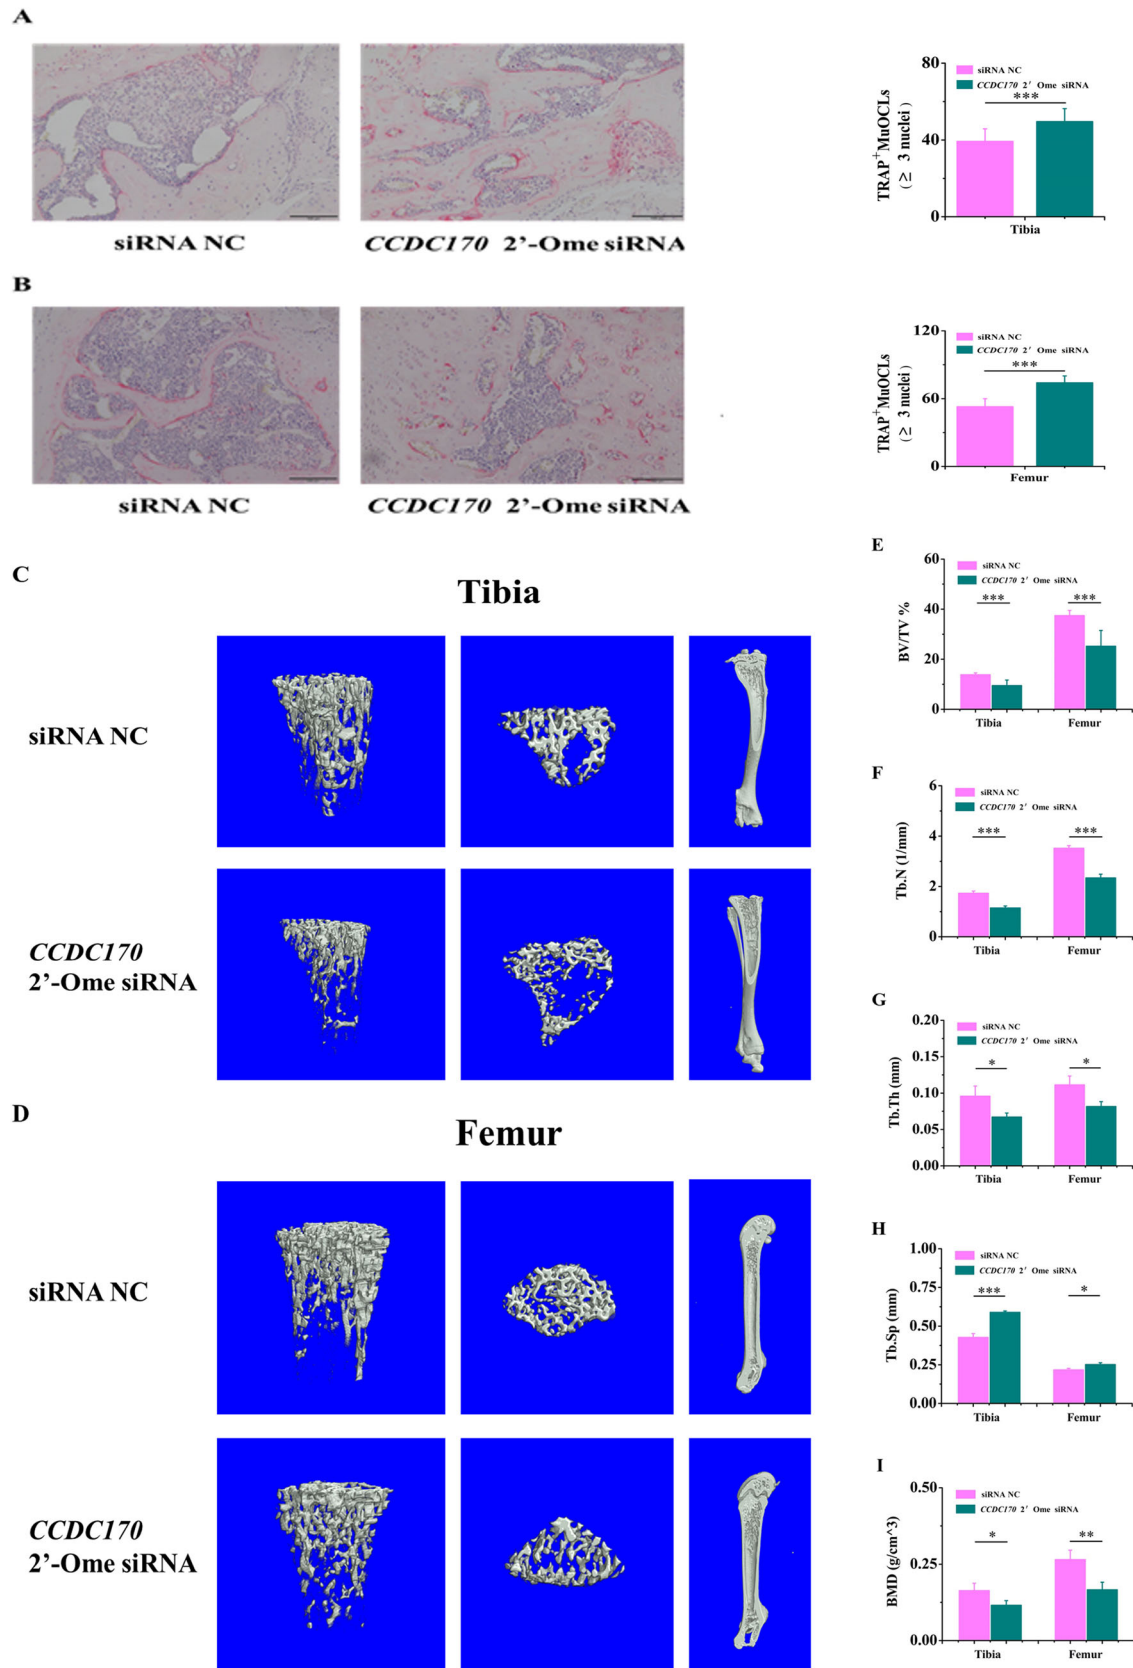 A
siRNA NC
CCDC170 2'-Ome siRNA
TRAP+MuOCLs
(≥ 3 nuclei)
80
40
0
siRNA NC
CCDC170 2' Ome siRNA
***
Tibia
B
siRNA NC
CCDC170 2'-Ome siRNA
TRAP+MuOCLs
(≥ 3 nuclei)
120
60
0
siRNA NC
CCDC170 2' Ome siRNA
***
Femur
C
Tibia
siRNA NC
CCDC170
2'-Ome siRNA
D
Femur
siRNA NC
CCDC170
2'-Ome siRNA
E
BV/TV %
60
40
20
0
siRNA NC
CCDC170 2' Ome siRNA
***
***
Tibia
Femur
F
Tb.N (1/mm)
6
4
2
0
siRNA NC
CCDC170 2' Ome siRNA
***
***
Tibia
Femur
G
Tb.Th (mm)
0.20
0.15
0.10
0.05
0.00
siRNA NC
CCDC170 2' Ome siRNA
*
*
Tibia
Femur
H
Tb.Sp (mm)
1.00
0.75
0.50
0.25
0.00
siRNA NC
CCDC170 2' Ome siRNA
***
*
Tibia
Femur
I
BMD (g/cm^3)
0.50
0.25
0.00
siRNA NC
CCDC170 2' Ome siRNA
*
**
Tibia
Femur